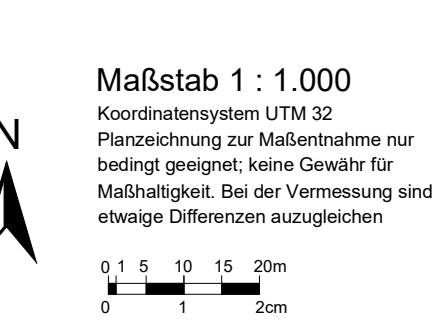 Maßstab 1 : 1.000
N
Koordinatensystem UTM 32
Planzeichnung zur Maßentnahme nur
bedingt geeignet; keine Gewähr für
Maßhaltigkeit. Bei der Vermessung sind
etwaige Differenzen auzugleichen
0 1 5 10 15 20m
0 1 2cm